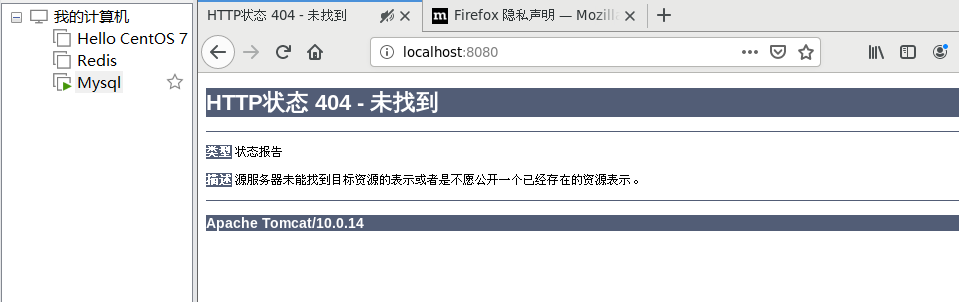 我的计算机
Hello CentOS 7
Redis
Mysql
HTTP状态 404 - 未找到
Firefox 隐私声明 — Mozill
localhost:8080
HTTP状态 404 - 未找到
类型 状态报告
描述 源服务器未能找到目标资源的表示或者是不愿公开一个已经存在的资源表示。
Apache Tomcat/10.0.14